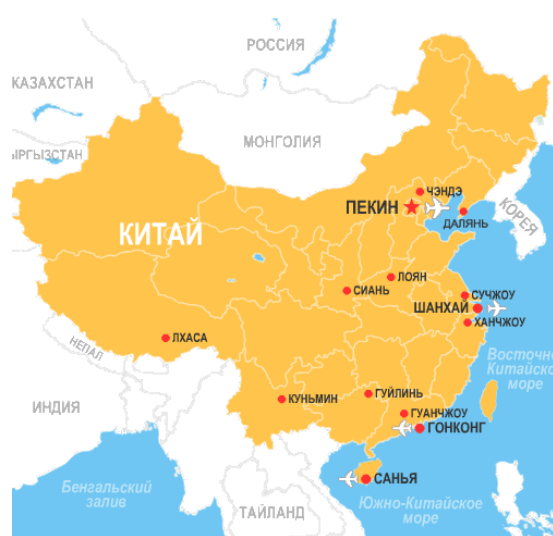 РОССИЯ
КАЗАХСТАН
МОНГОЛИЯ
ЫРГЫЗСТАН
ЧЭНДЭ
ПЕКИН
КОРЕЯ
ДАЛЯНЬ
КИТАЙ
ЛОЯН
СИАНЬ
СУЧЖОУ
ШАНХАЙ
ХАНЧЖОУ
ЛХАСА
НЕПАЛ
Восточно
Китайско
море
КУНЬМИН
ГУЙЛИНЬ
ИНДИЯ
ГУАНЧЖОУ
ГОНКОНГ
САНЬЯ
Бенгальский
залив
Южно-Китайское
море
ТАЙЛАНД